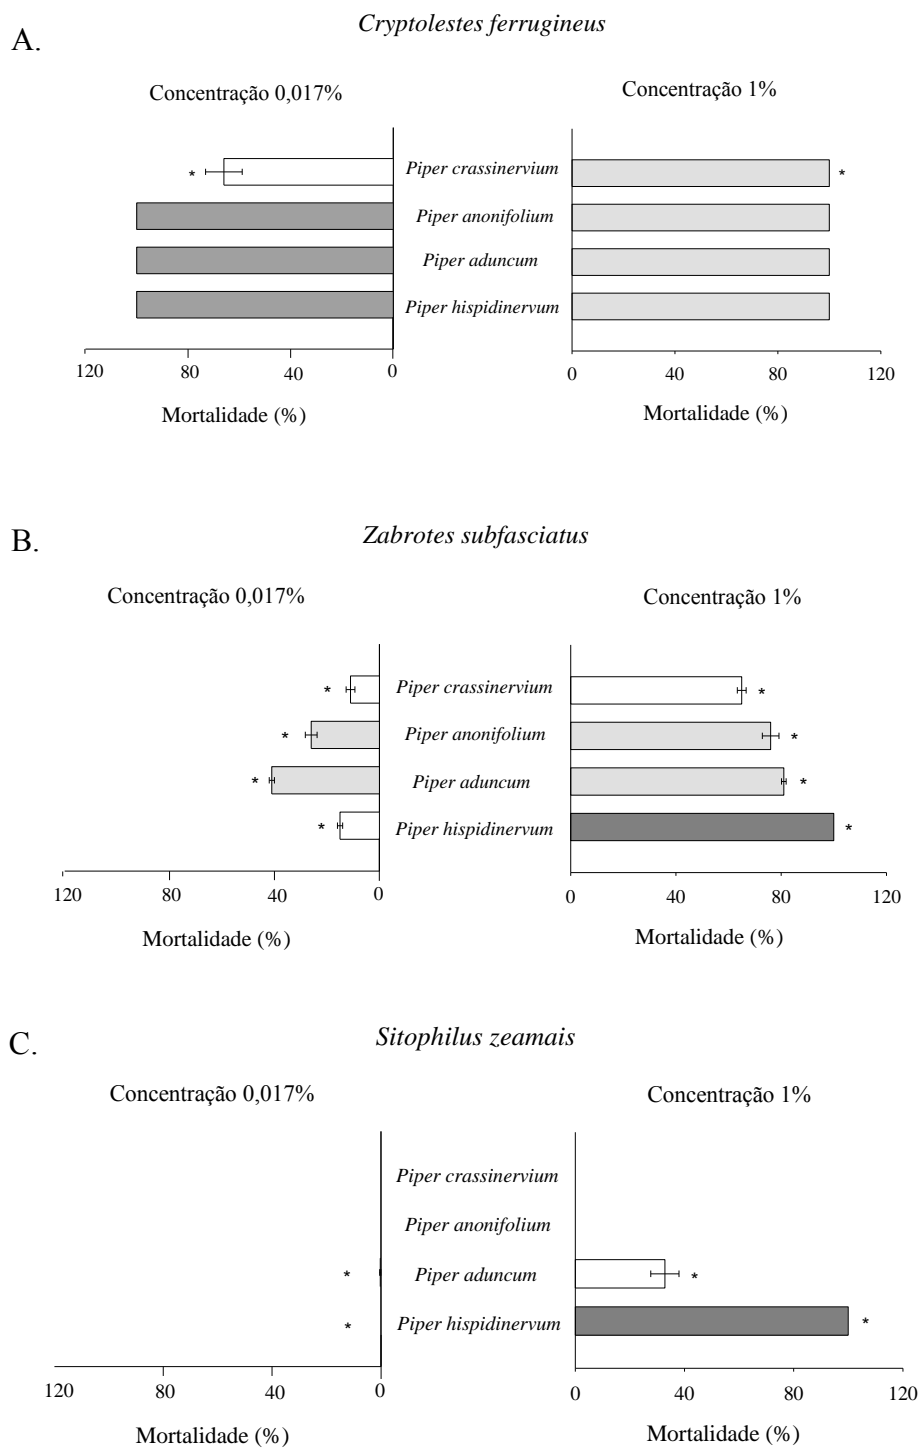 Cryptolestes ferrugineus
A.
Concentração 0,017%
Concentração 1%
*
Piper crassinervium
*
Piper anonifolium
Piper aduncum
Piper hispidinervum
120
80
40
0
0
40
80
120
Mortalidade (%)
Mortalidade (%)
Zabrotes subfasciatus
B.
Concentração 0,017%
Concentração 1%
*
Piper crassinervium
*
*
Piper anonifolium
*
*
Piper aduncum
*
*
Piper hispidinervum
*
120
80
40
0
0
40
80
120
Mortalidade (%)
Mortalidade (%)
Sitophilus zeamais
C.
Concentração 0,017%
Concentração 1%
Piper crassinervium
Piper anonifolium
*
Piper aduncum
*
*
Piper hispidinervum
*
120
80
40
0
0
40
80
120
Mortalidade (%)
Mortalidade (%)